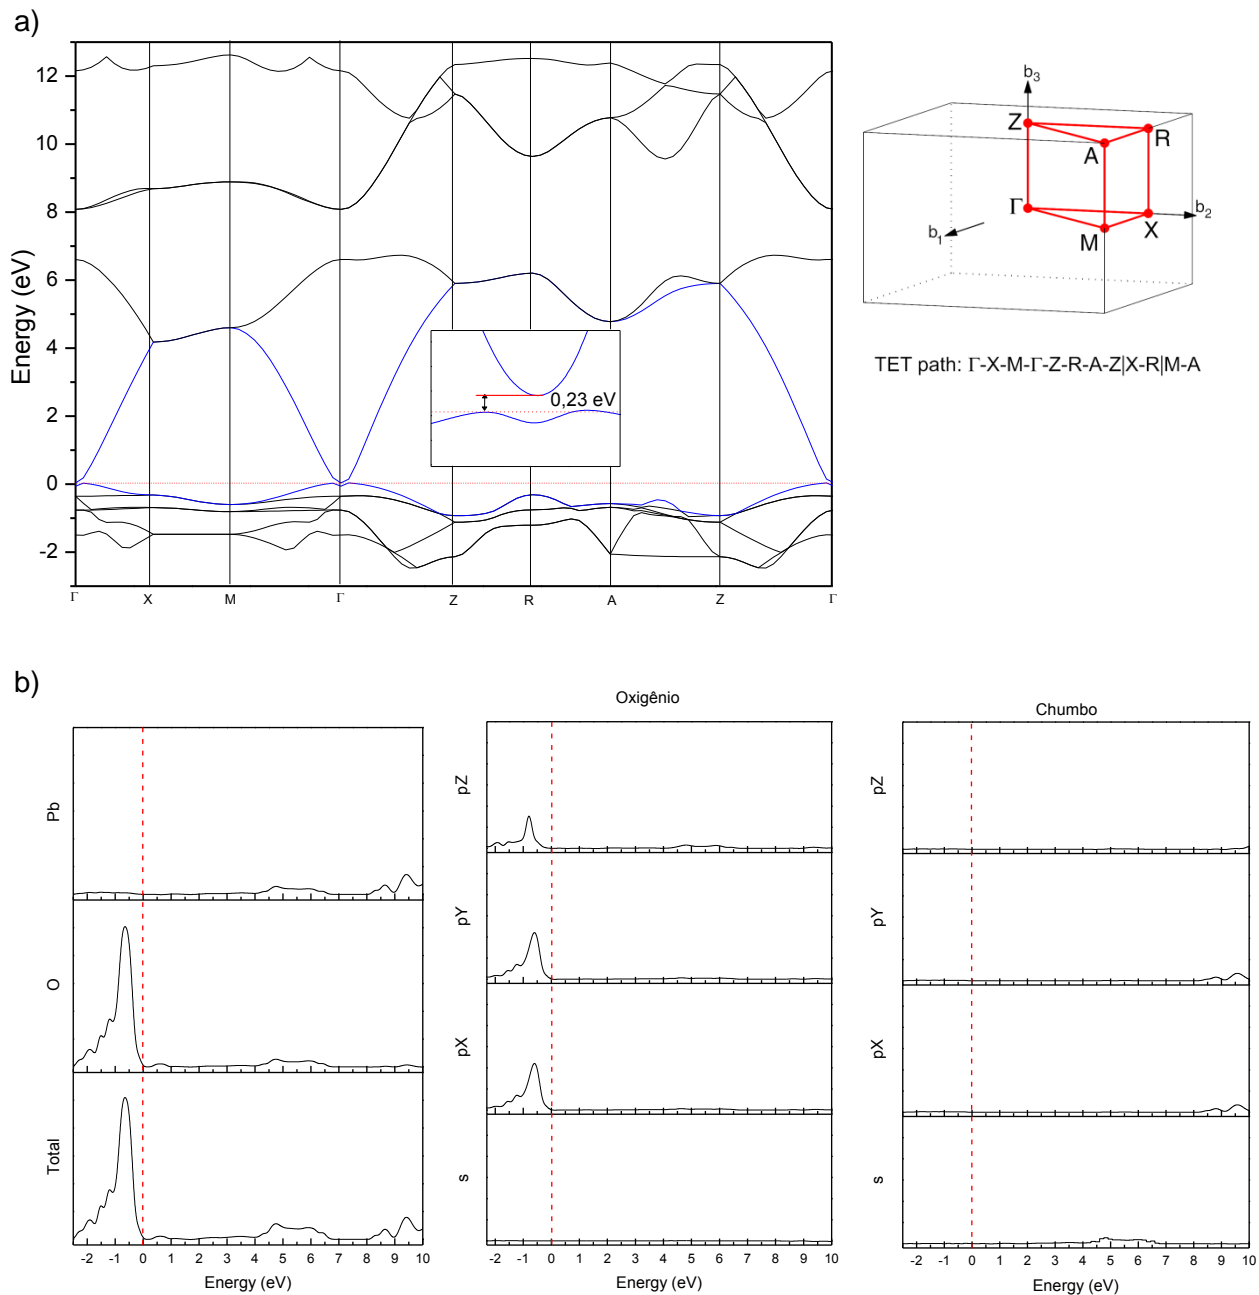 a)
12
10
8
6
4
2
0
-2
Energy (eV)
0,23 eV
Γ X M Γ Z R A Z Γ
b₃
Z
R
A
Γ
b₂
b₁
X
M
TET path: Γ-X-M-Γ-Z-R-A-Z|X-R|M-A
b)
Pb
O
Total
-2 -1 0 1 2 3 4 5 6 7 8 9 10
Energy (eV)
Oxigênio
pZ
pY
pX
s
-2 -1 0 1 2 3 4 5 6 7 8 9 10
Energy (eV)
Chumbo
pZ
pY
pX
s
-2 -1 0 1 2 3 4 5 6 7 8 9 10
Energy (eV)